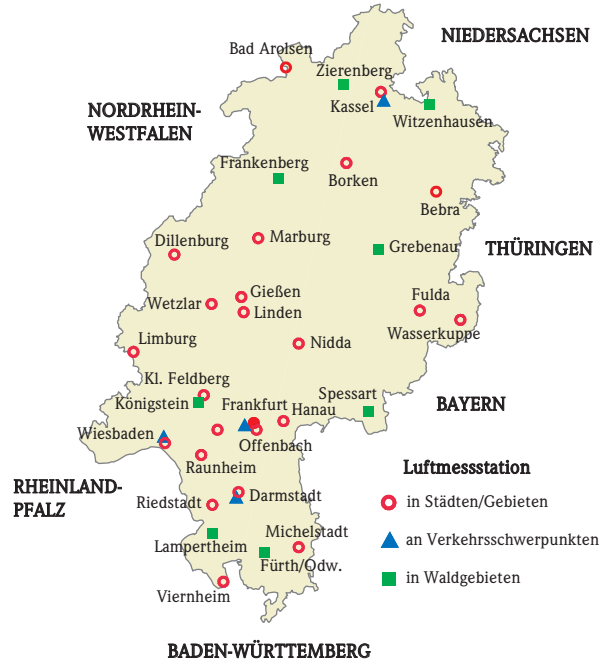 NIEDERSACHSEN
Bad Arolsen
Zierenberg
Kassel
Witzenhausen
NORDRHEIN-
WESTFALEN
Frankenberg
Borken
Bebra
Dillenburg
Marburg
Grebenau
THÜRINGEN
Wetzlar
Gießen
Linden
Fulda
Wasserkuppe
Limburg
Nidda
Kl. Feldberg
Königstein
Frankfurt
Hanau
Spessart
BAYERN
Wiesbaden
Offenbach
Raunheim
RHEINLAND-
PFALZ
Riedstadt
Darmstadt
Michelstadt
Lampertheim
Fürth/Odw.
Viernheim
Luftmessstation
in Städten/Gebieten
an Verkehrsschwerpunkten
in Waldgebieten
BADEN-WÜRTTEMBERG